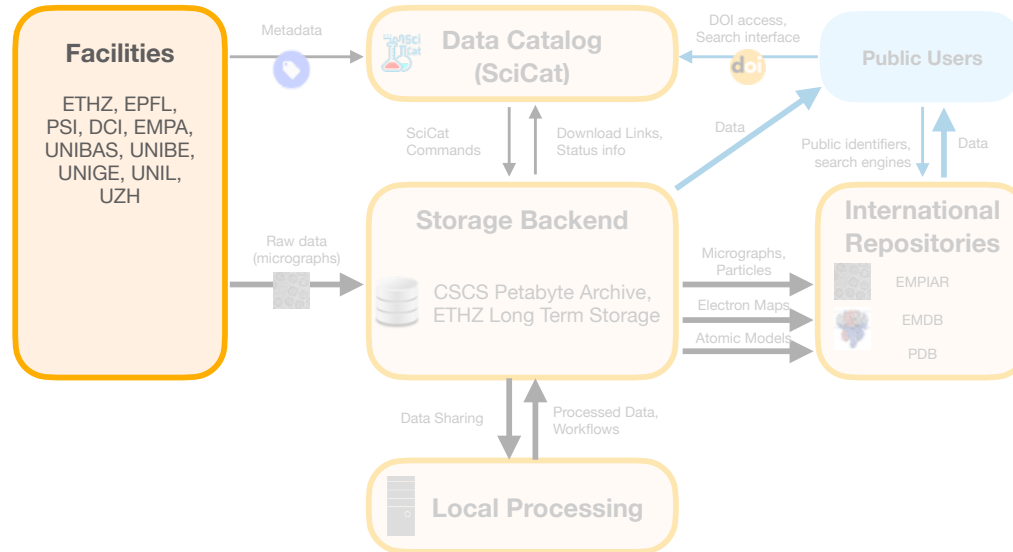 Facilities
ETHZ, EPFL,
PSI, DCI, EMPA,
UNIBAS, UNIBE,
UNIGE, UNIL,
UZH
Metadata
Data Catalog
(SciCat)
DOI access,
Search interface
doi
Public Users
SciCat
Commands
Download Links,
Status info
Data
Public identifiers,
search engines
Data
Raw data
(micrographs)
Storage Backend
CSCS Petabyte Archive,
ETHZ Long Term Storage
Micrographs,
Particles
Electron Maps
Atomic Models
International
Repositories
EMPIAR
EMDB
PDB
Data Sharing
Processed Data,
Workflows
Local Processing